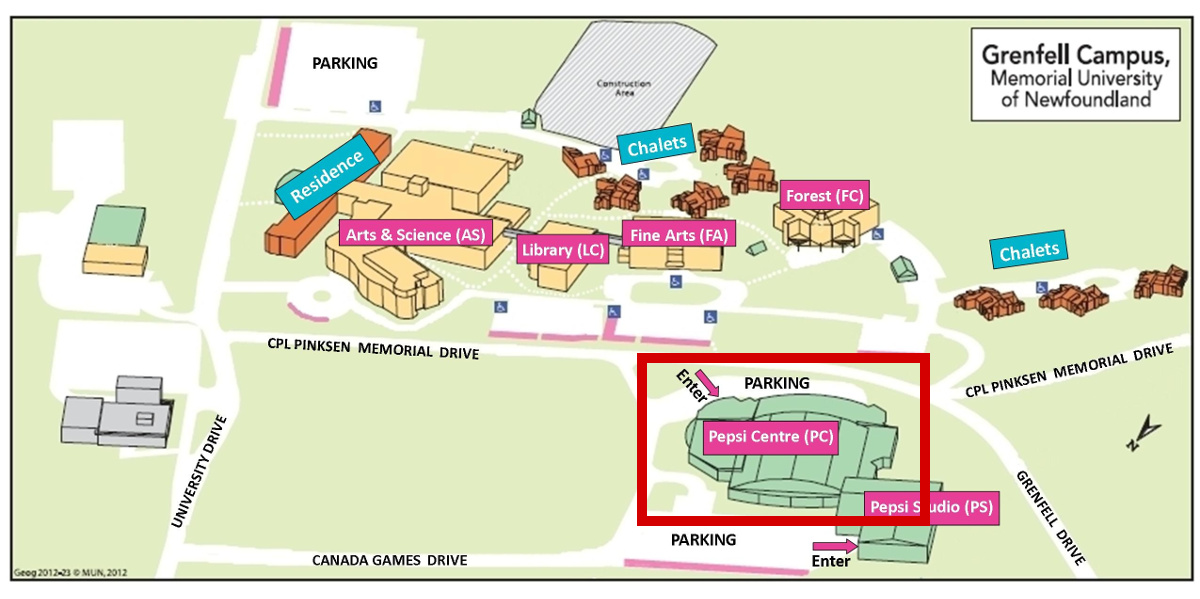 Grenfell Campus,
Memorial University
of Newfoundland
PARKING
Construction
Area
Residence
Chalets
Forest (FC)
Arts & Science (AS)
Library (LC)
Fine Arts (FA)
Chalets
CPL PINKSEN MEMORIAL DRIVE
CPL PINKSEN MEMORIAL DRIVE
Enter
PARKING
Pepsi Centre (PC)
N
UNIVERSITY DRIVE
GRENFELL DRIVE
Pepsi Studio (PS)
PARKING
Enter
CANADA GAMES DRIVE
Geog 2012-23 © MUN, 2012